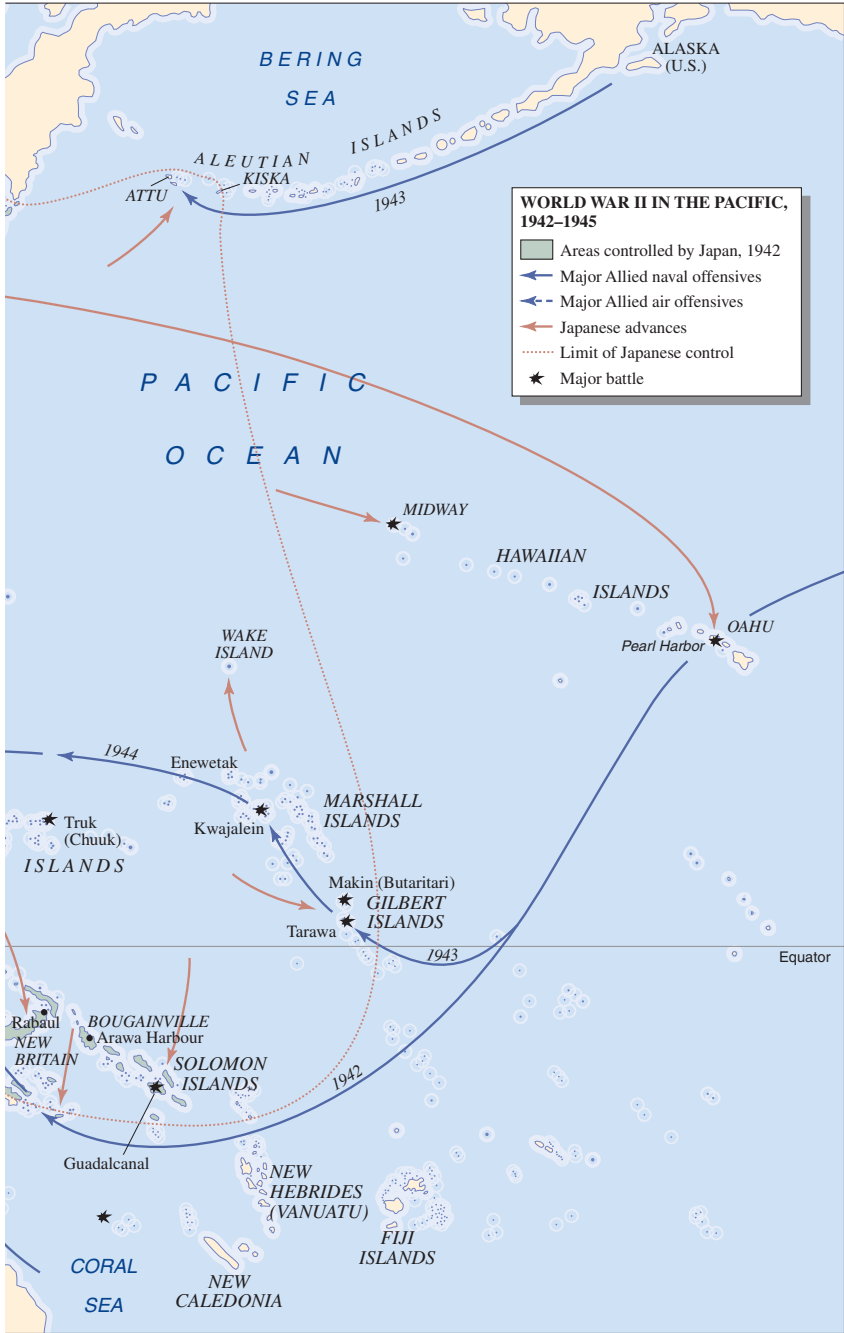 BERING
SEA
ALASKA
(U.S.)
ALEUTIAN
ISLANDS
KISKA
ATTU
1943
WORLD WAR II IN THE PACIFIC,
1942–1945
Areas controlled by Japan, 1942
Major Allied naval offensives
Major Allied air offensives
Japanese advances
Limit of Japanese control
Major battle
PACIFIC
OCEAN
MIDWAY
HAWAIIAN
ISLANDS
OAHU
Pearl Harbor
WAKE
ISLAND
1944
Enewetak
MARSHALL
ISLANDS
Kwajalein
Truk
(Chuuk)
ISLANDS
Makin (Butaritari)
GILBERT
ISLANDS
Tarawa
1943
Equator
Rabaul
NEW
BRITAIN
BOUGAINVILLE
Arawa Harbour
SOLOMON
ISLANDS
1942
Guadalcanal
NEW
HEBRIDES
(VANUATU)
FIJI
ISLANDS
CORAL
SEA
NEW
CALEDONIA